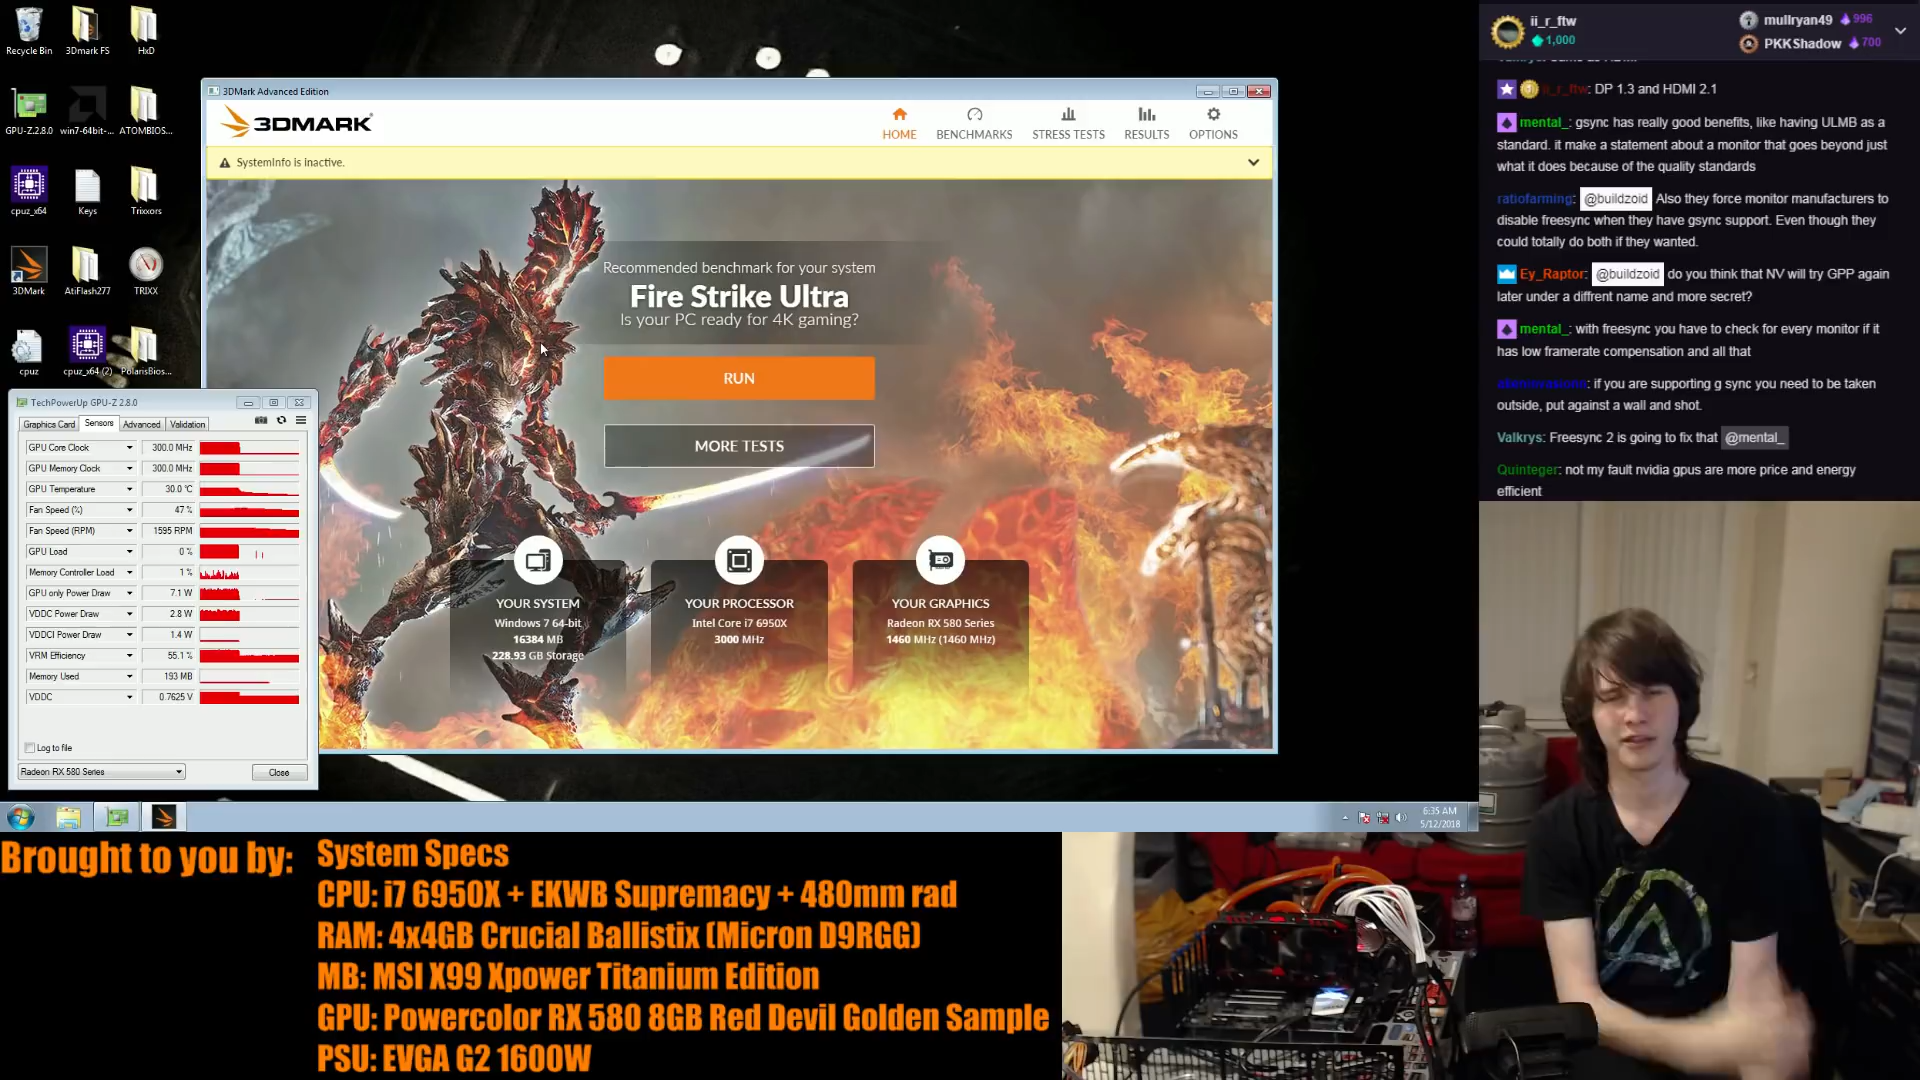 Recycle Bin
3Dmark FS
HxD
GPU-Z.2.8.0
win7-64bit-...
ATOMBIOS...
cpuz_x64
Keys
Trixxors
3DMark
AtiFlash277
TRIXX
cpuz
cpuz_x64 (2)
PolarisBios...
3DMark Advanced Edition
3DMARK
HOME
BENCHMARKS
STRESS TESTS
RESULTS
OPTIONS
SystemInfo is inactive.
Recommended benchmark for your system
Fire Strike Ultra
Is your PC ready for 4K gaming?
RUN
MORE TESTS
YOUR SYSTEM
Windows 7 64-bit
16384 MB
228.93 GB Storage
YOUR PROCESSOR
Intel Core i7 6950X
3000 MHz
YOUR GRAPHICS
Radeon RX 580 Series
1460 MHz (1460 MHz)
TechPowerUp GPU-Z 2.8.0
Graphics Card Sensors Advanced Validation
GPU Core Clock 300.0 MHz
GPU Memory Clock 300.0 MHz
GPU Temperature 30.0 °C
Fan Speed (%) 47 %
Fan Speed (RPM) 1595 RPM
GPU Load 0 %
Memory Controller Load 1 %
GPU only Power Draw 7.1 W
VDDC Power Draw 2.8 W
VDDCI Power Draw 1.4 W
VRM Efficiency 55.1 %
Memory Used 193 MB
VDDC 0.7625 V
Log to file
Radeon RX 580 Series
Close
6:35 AM
5/12/2018
ii_r_ftw
1,000
mullryan49 996
PKKShadow 700
ii_r_ftw: DP 1.3 and HDMI 2.1
mental_: gsync has really good benefits, like having ULMB as a
standard. it make a statement about a monitor that goes beyond just
what it does because of the quality standards
ratiofarming: @buildzoid Also they force monitor manufacturers to
disable freesync when they have gsync support. Even though they
could totally do both if they wanted.
Ey_Raptor: @buildzoid do you think that NV will try GPP again
later under a diffrent name and more secret?
mental_: with freesync you have to check for every monitor if it
has low framerate compensation and all that
if you are supporting g sync you need to be taken
outside, put against a wall and shot.
Valkrys: Freesync 2 is going to fix that @mental_
Quinteger: not my fault nvidia gpus are more price and energy
efficient
Brought to you by:
System Specs
CPU: i7 6950X + EKWB Supremacy + 480mm rad
RAM: 4x4GB Crucial Ballistix (Micron D9RGG)
MB: MSI X99 Xpower Titanium Edition
GPU: Powercolor RX 580 8GB Red Devil Golden Sample
PSU: EVGA G2 1600W